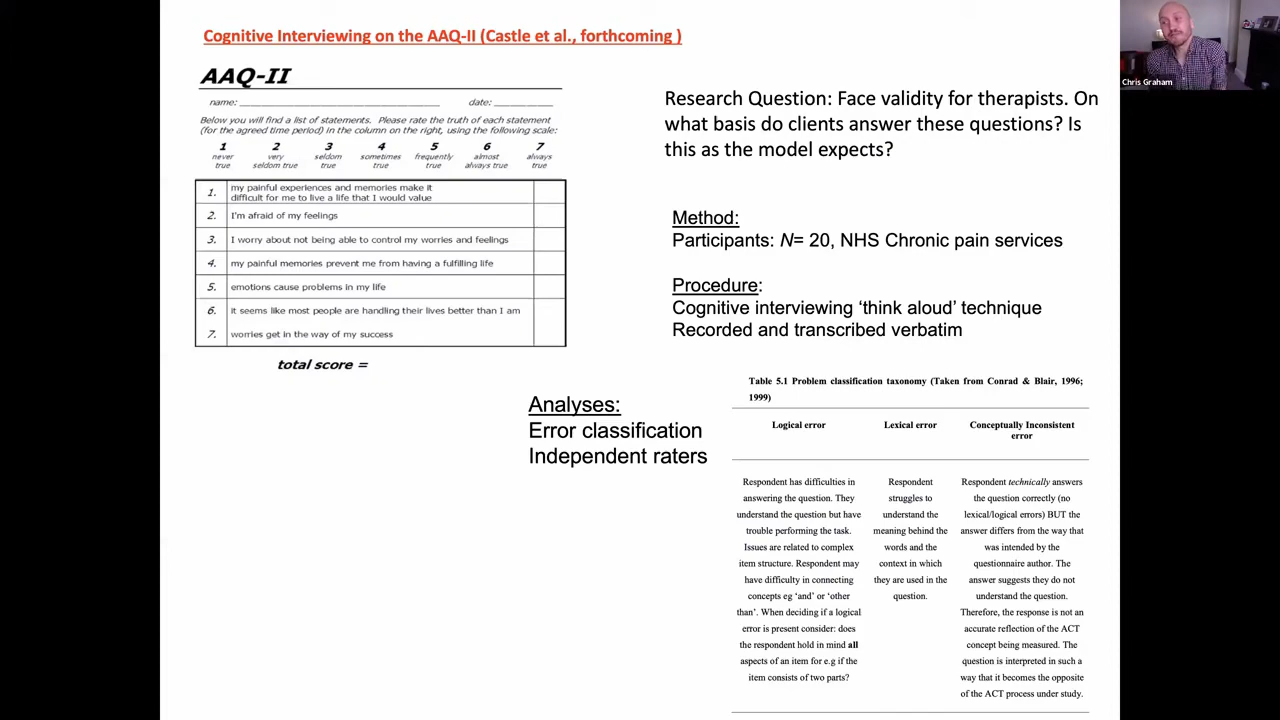 Cognitive Interviewing on the AAQ-II (Castle et al., forthcoming )
AAQ-II
name: ____________________ date: __________
Below you will find a list of statements. Please rate the truth of each statement
(for the agreed time period) in the column on the right, using the following scale:
1 2 3 4 5 6 7
never very seldom sometimes frequently almost always
true seldom true true true true always true true
1. my painful experiences and memories make it
difficult for me to live a life that I would value
2. I'm afraid of my feelings
3. I worry about not being able to control my worries and feelings
4. my painful memories prevent me from having a fulfilling life
5. emotions cause problems in my life
6. it seems like most people are handling their lives better than I am
7. worries get in the way of my success
total score =
Research Question: Face validity for therapists. On
what basis do clients answer these questions? Is
this as the model expects?
Method:
Participants: N= 20, NHS Chronic pain services
Procedure:
Cognitive interviewing ‘think aloud’ technique
Recorded and transcribed verbatim
Analyses:
Error classification
Independent raters
Table 5.1 Problem classification taxonomy (Taken from Conrad & Blair, 1996;
1999)
Logical error
Respondent has difficulties in
answering the question. They
understand the question but have
trouble performing the task.
Issues are related to complex
item structure. Respondent may
have difficulty in connecting
concepts eg ‘and’ or ‘other
than’. When deciding if a logical
error is present consider: does
the respondent hold in mind all
aspects of an item for e.g if the
item consists of two parts?
Lexical error
Respondent
struggles to
understand the
meaning behind the
words and the
context in which
they are used in the
question.
Conceptually Inconsistent
error
Respondent technically answers
the question correctly (no
lexical/logical errors) BUT the
answer differs from the way that
was intended by the
questionnaire author. The
answer suggests they do not
understand the question.
Therefore, the response is not an
accurate reflection of the ACT
concept being measured. The
question is interpreted in such a
way that it becomes the opposite
of the ACT process under study.
Chris Graham